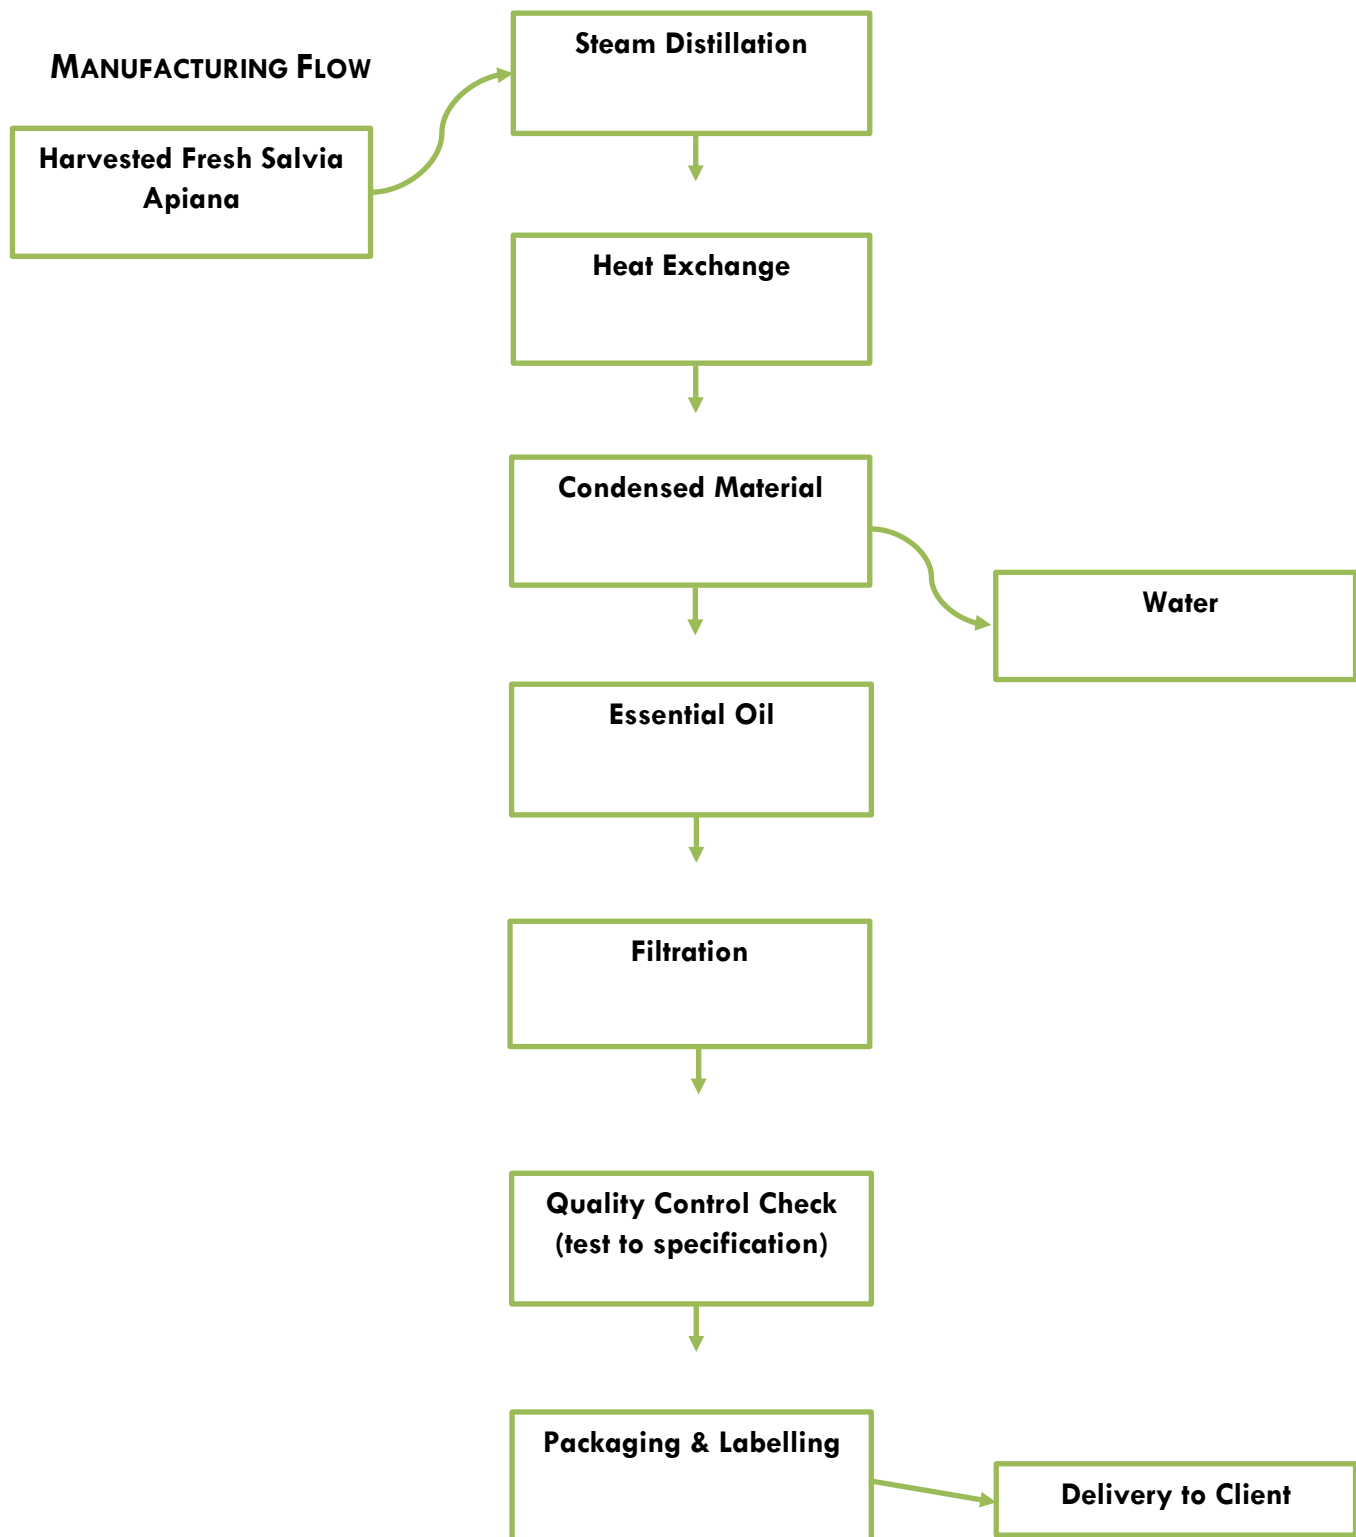 MANUFACTURING FLOW
Harvested Fresh Salvia
Apiana
Steam Distillation
Heat Exchange
Condensed Material
Water
Essential Oil
Filtration
Quality Control Check
(test to specification)
Packaging & Labelling
Delivery to Client